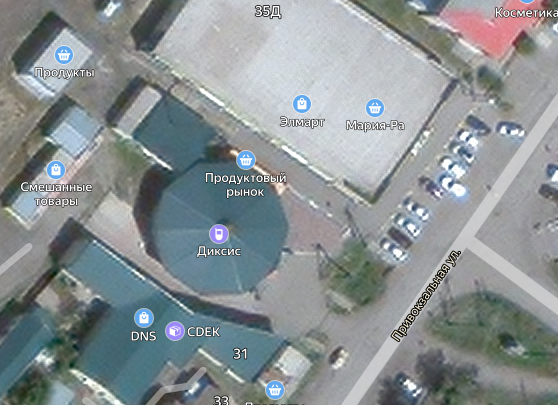 35Д
Косметика
Продукты
Элмарт
Мария-Ра
Продуктовый
рынок
Смешанные
товары
Диксис
Привокзальная ул.
DNS
CDEK
31
33